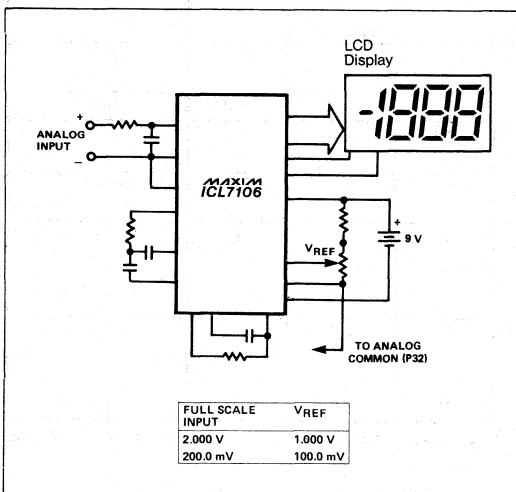 LCD
Display
-1888
+
ANALOG
INPUT
–
MAXIM
ICL7106
VREF
+
9 V
TO ANALOG
COMMON (P32)
FULL SCALE INPUT VREF
2.000 V 1.000 V
200.0 mV 100.0 mV